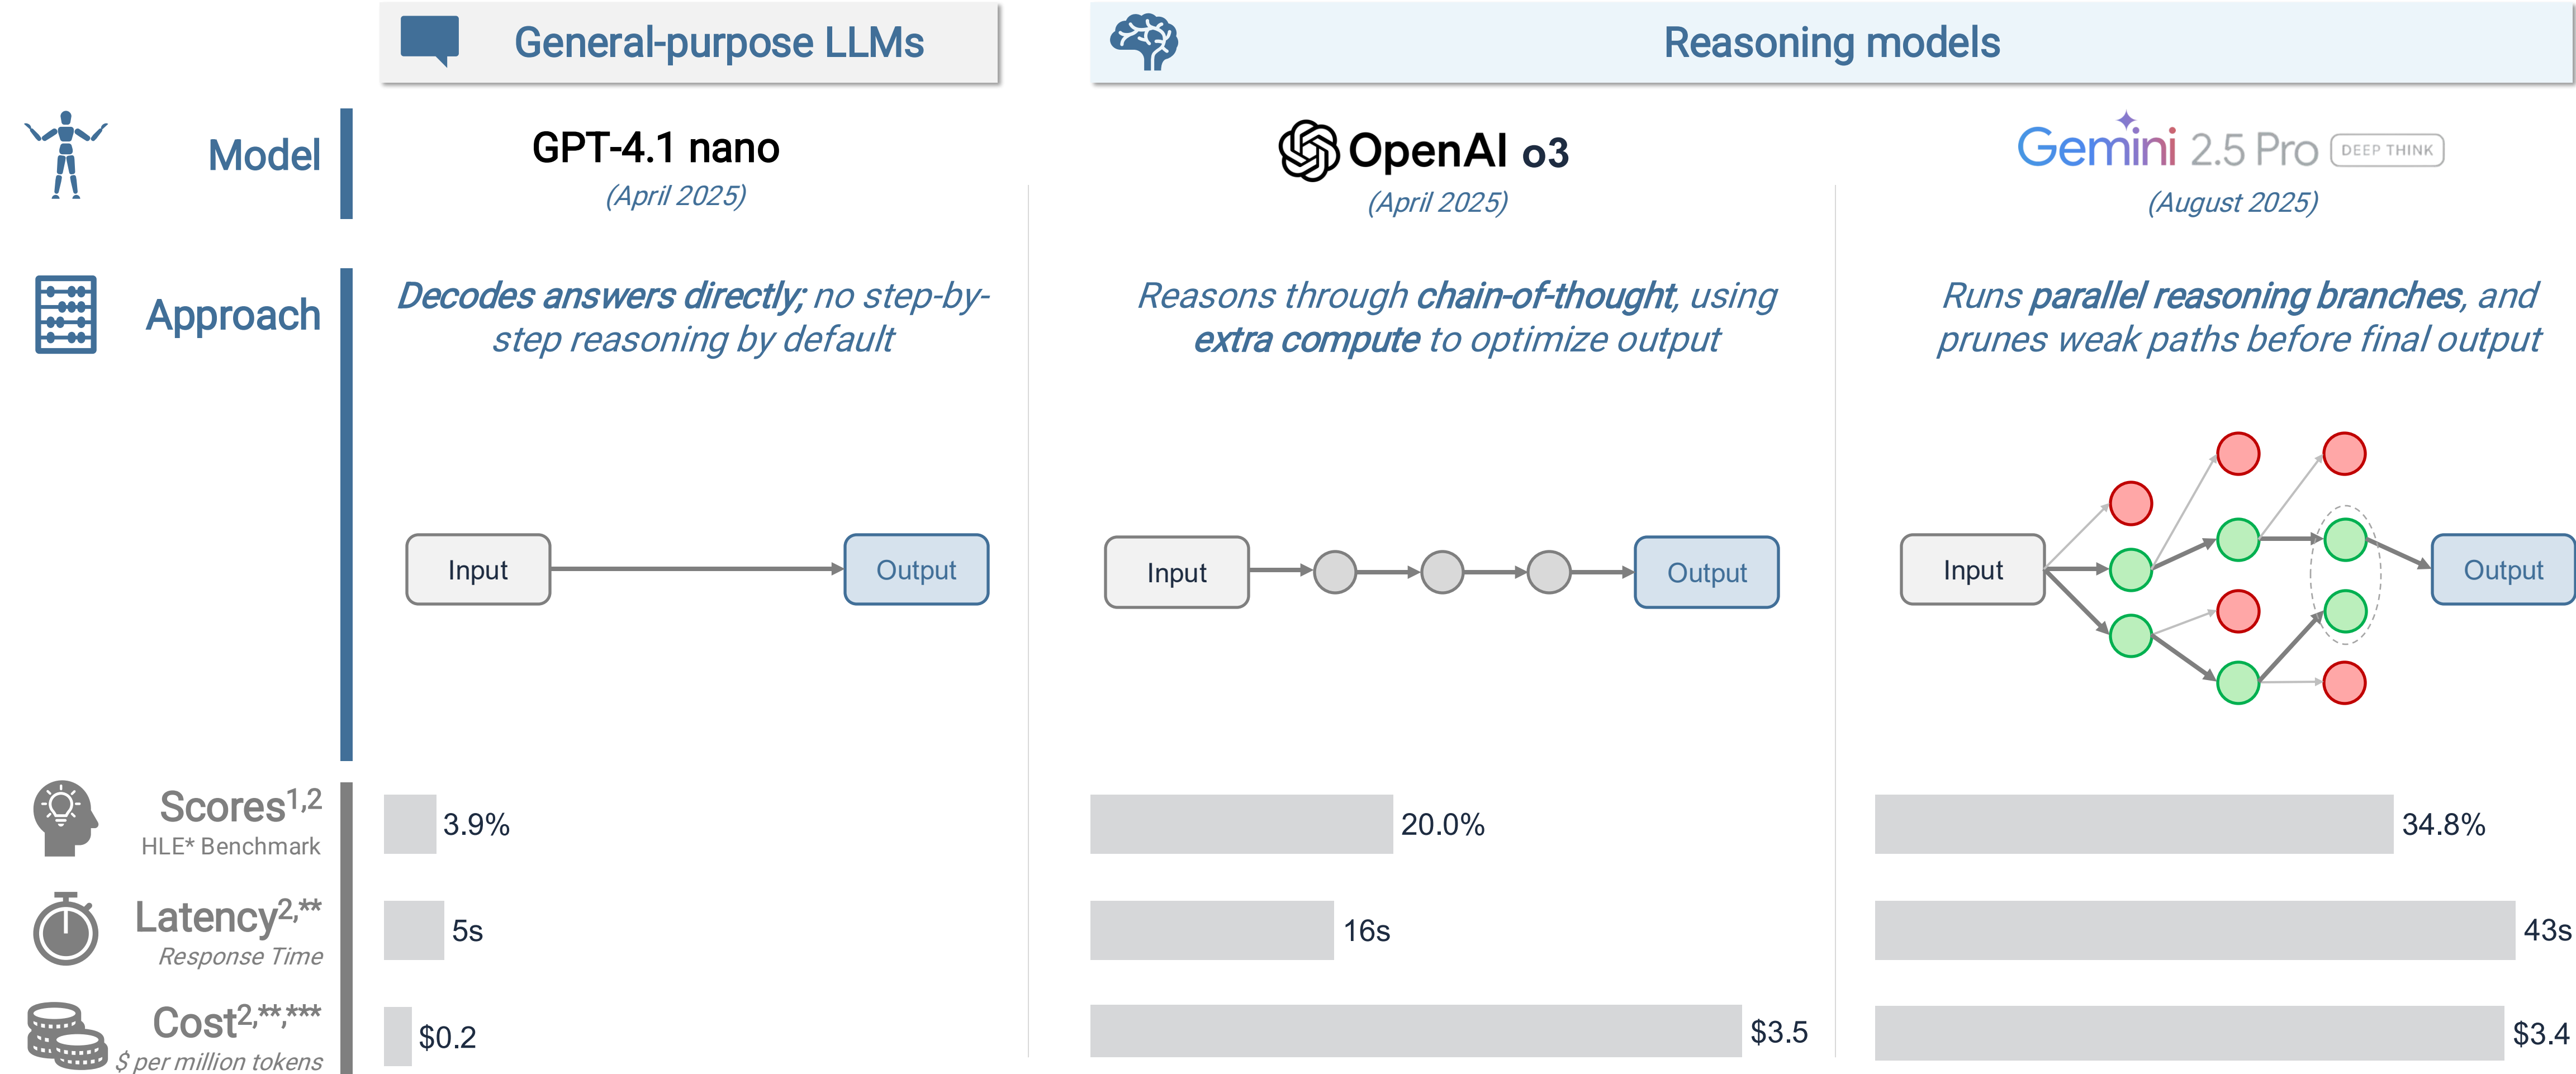 General-purpose LLMs
Reasoning models
Model
GPT-4.1 nano
(April 2025)
OpenAI o3
(April 2025)
Gemini 2.5 Pro DEEP THINK
(August 2025)
Approach
Decodes answers directly; no step-by-
step reasoning by default
Reasons through chain-of-thought, using
extra compute to optimize output
Runs parallel reasoning branches, and
prunes weak paths before final output
Input
Output
Input
Output
Input
Output
Scores1,2
HLE* Benchmark
3.9%
20.0%
34.8%
Latency2,**
Response Time
5s
16s
43s
Cost2,**,***
$ per million tokens
$0.2
$3.5
$3.4